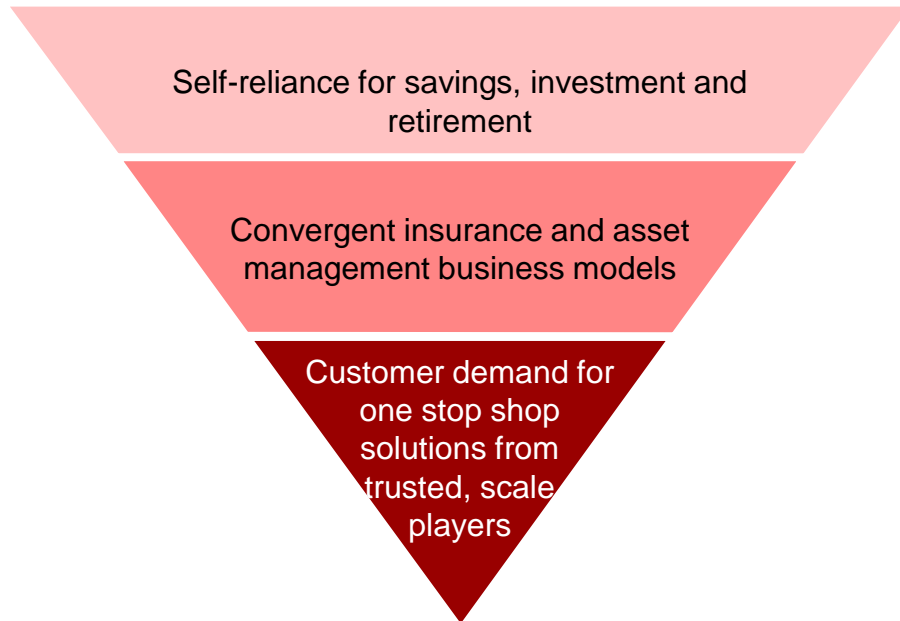 Self-reliance for savings, investment and
retirement
Convergent insurance and asset
management business models
Customer demand for
one stop shop
solutions from
trusted, scale
players